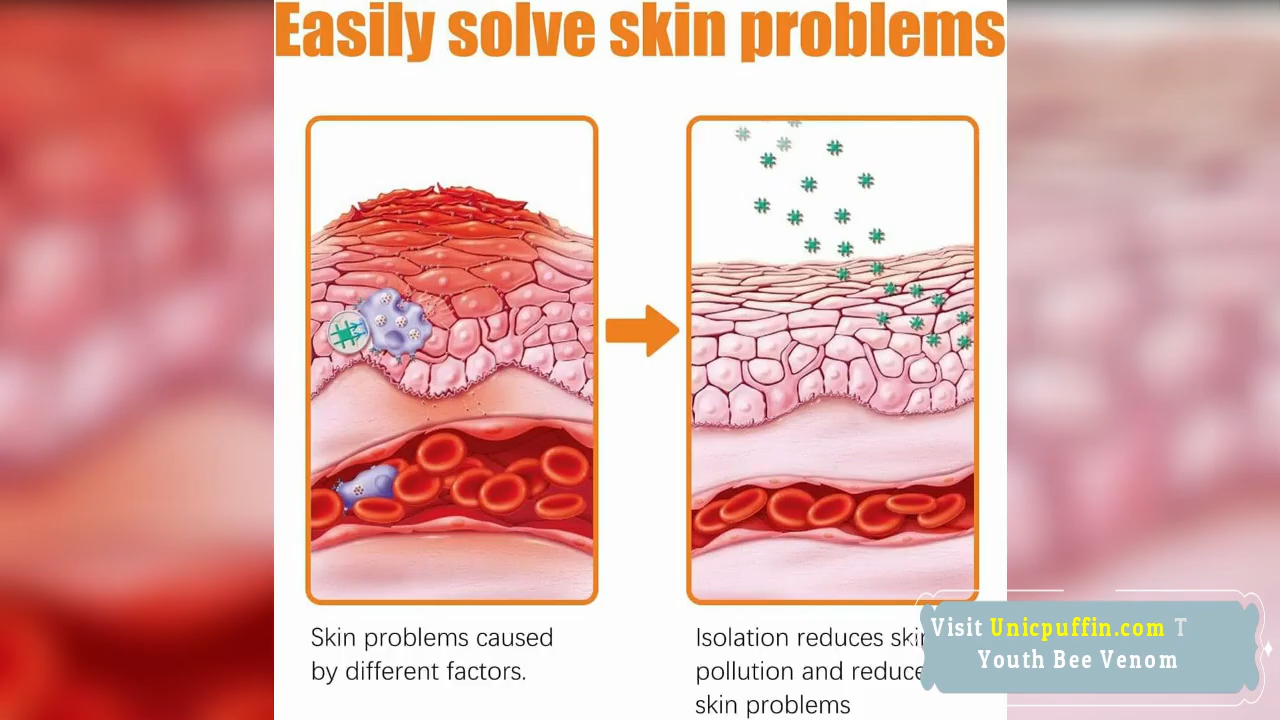 Easily solve skin problems
Skin problems caused
by different factors.
Isolation reduces
pollution and reduce
skin problems
Visit Unicpuffin.com T
Youth Bee Venom